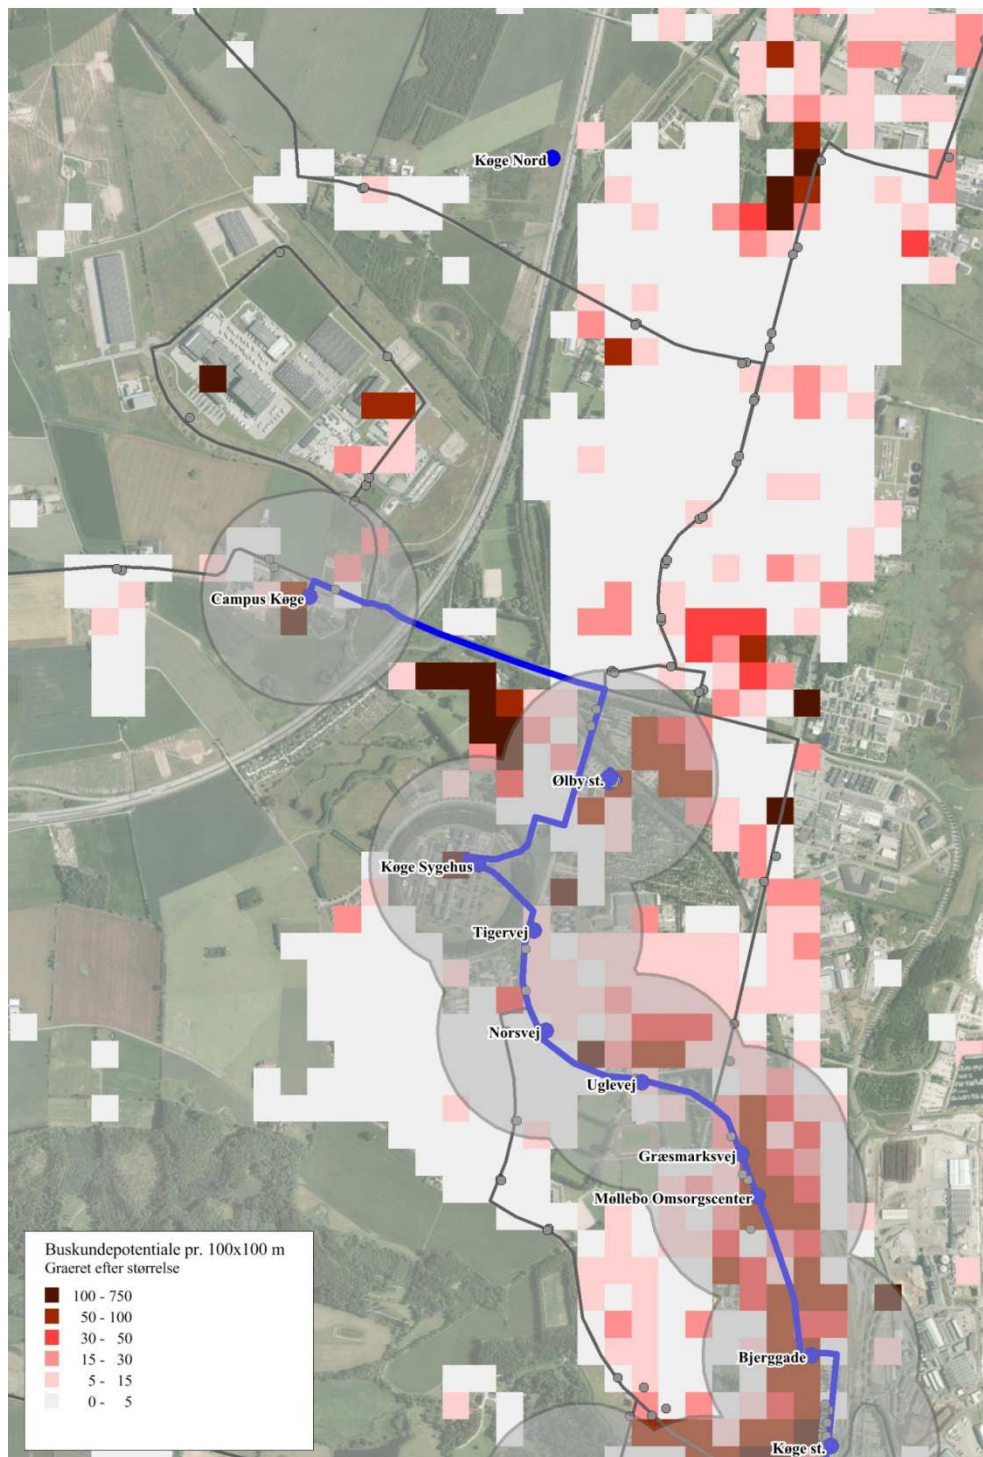 Køge Nord
Campus Køge
Ølby st.
Køge Sygehus
Tigervej
Norsvej
Uglevej
Græsmarksvej
Møllebo Omsorgscenter
Bjerggade
Køge st.
Buskundepotentiale pr. 100x100 m
Graeret efter størrelse
100 - 750
50 - 100
30 - 50
15 - 30
5 - 15
0 - 5